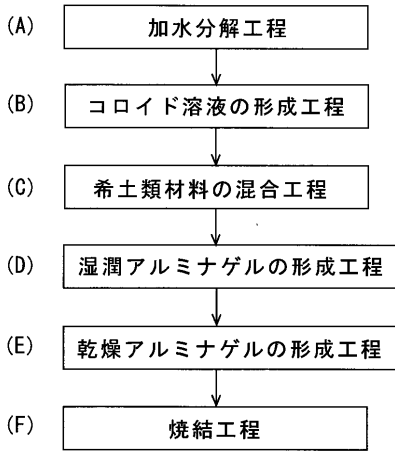 (A) 加水分解工程
(B) コロイド溶液の形成工程
(C) 希土類材料の混合工程
(D) 湿潤アルミナゲルの形成工程
(E) 乾燥アルミナゲルの形成工程
(F) 焼結工程